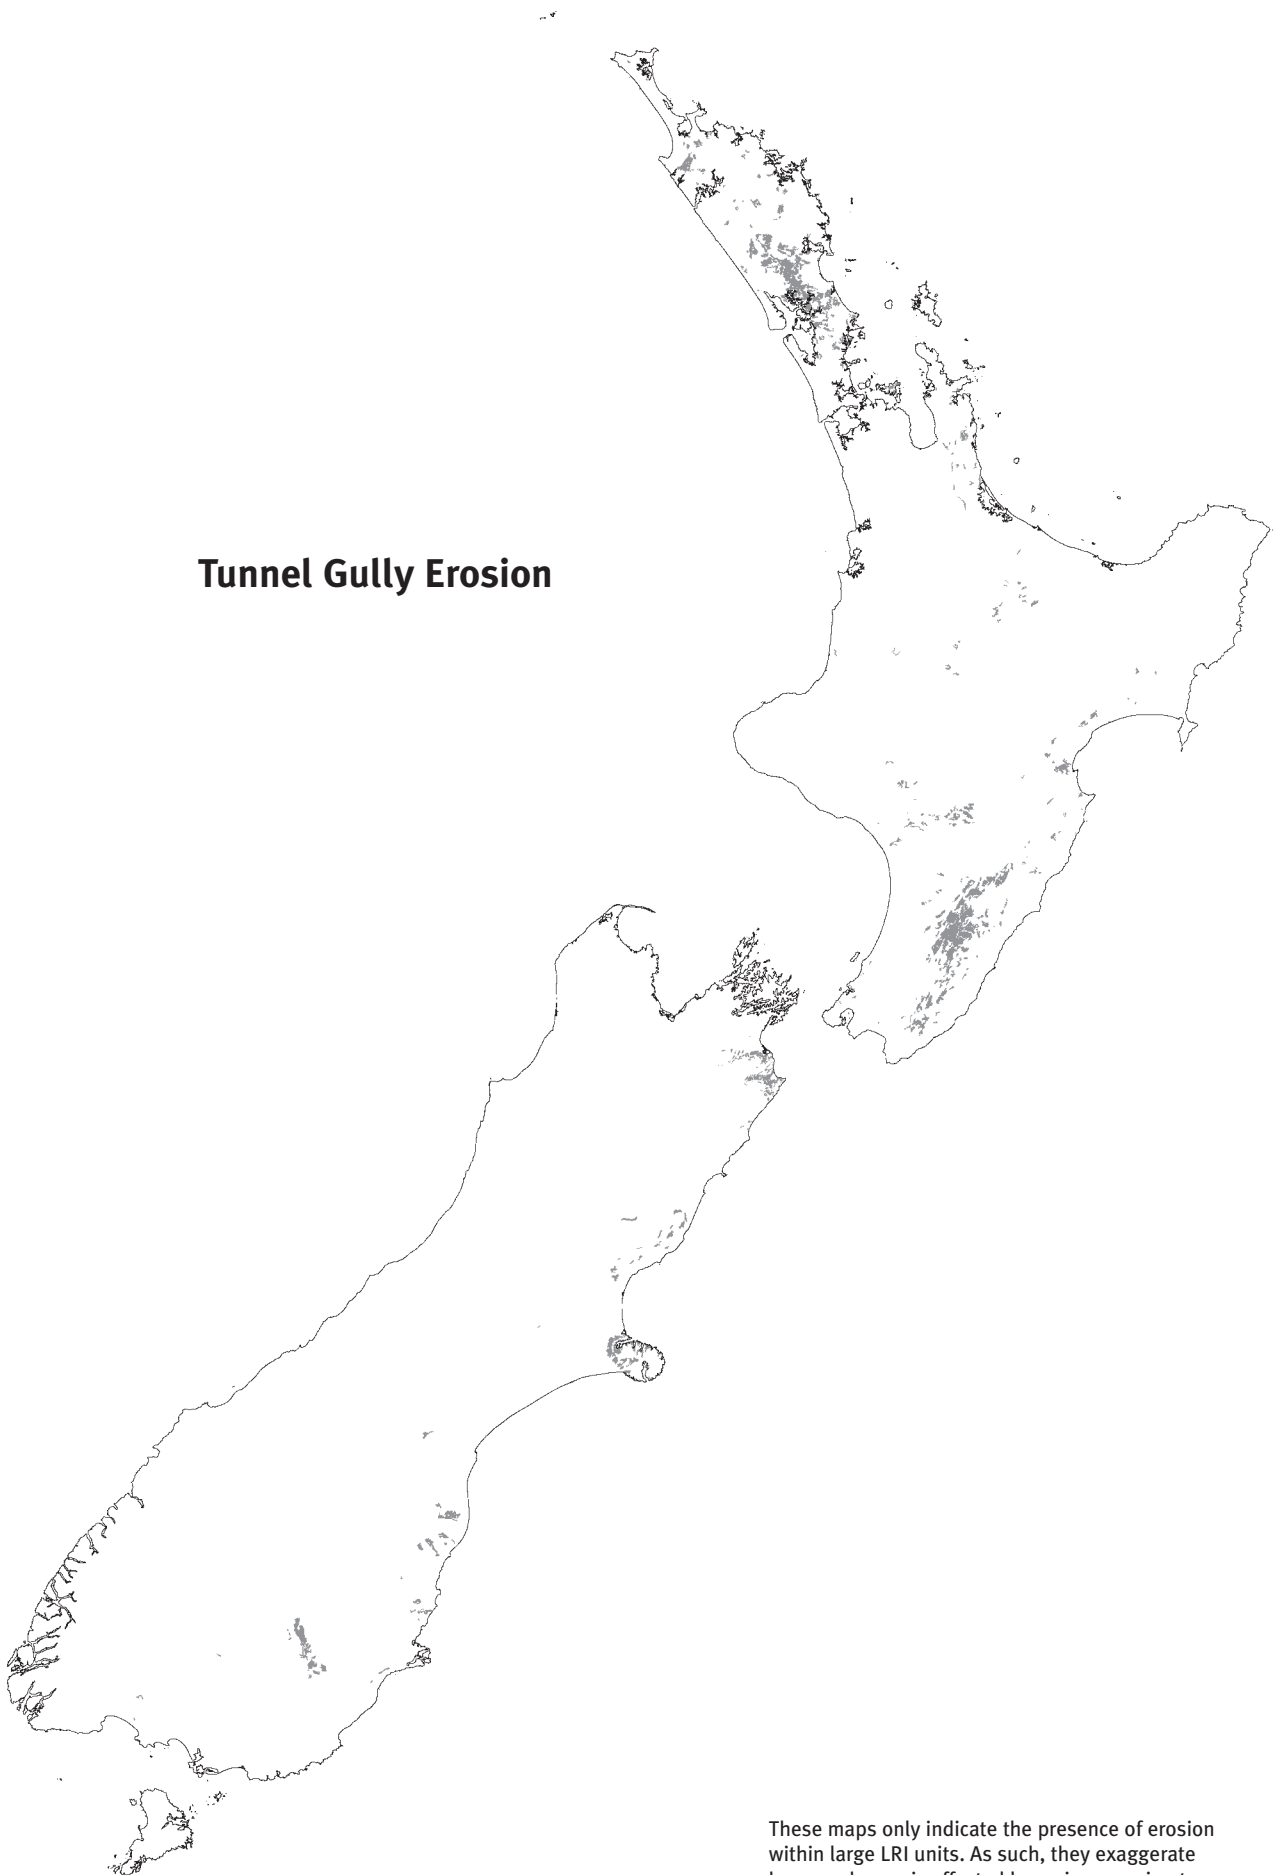 Tunnel Gully Erosion
These maps only indicate the presence of erosion
within large LRI units. As such, they exaggerate